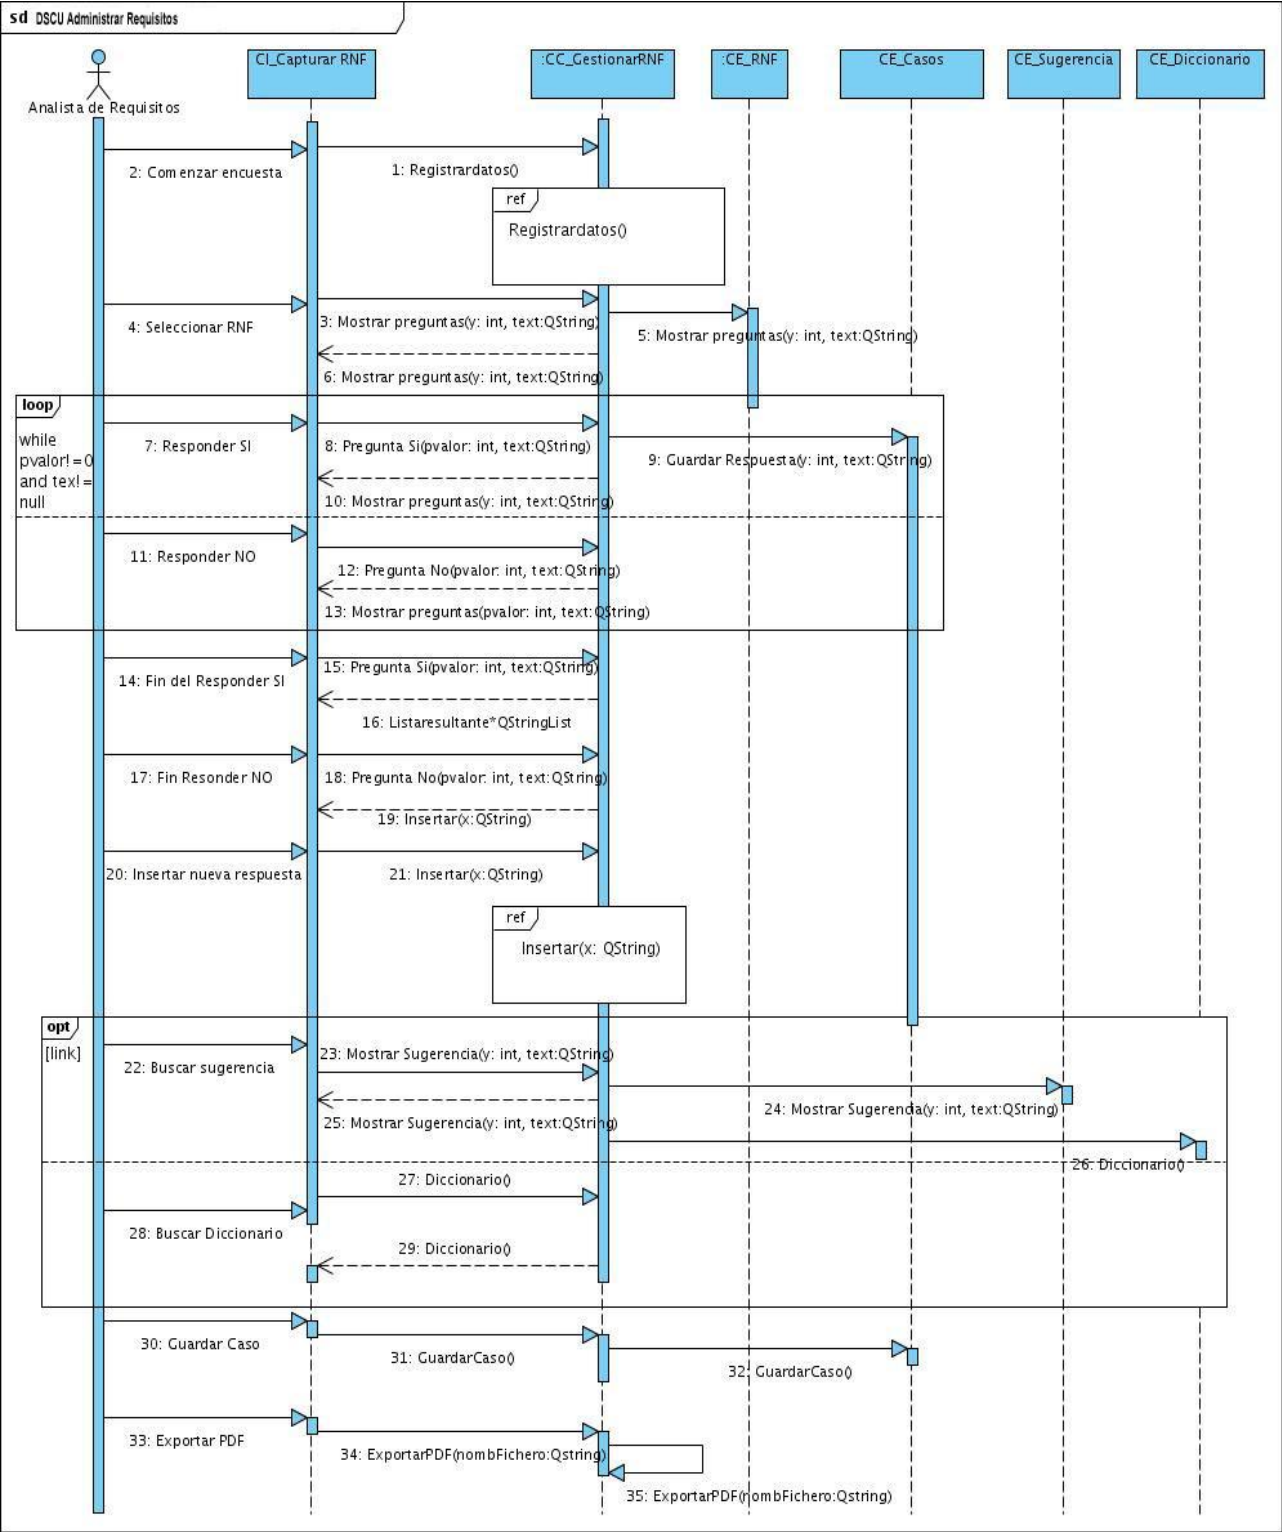 sd DSCU Administrar Requisitos
CI_Capturar RNF
:CC_GestionarRNF
:CE_RNF
CE_Casos
CE_Sugerencia
CE_Diccionario
Analista de Requisitos
2: Comenzar encuesta
1: Registrardatos()
ref
Registrardatos()
4: Seleccionar RNF
3: Mostrar preguntas(y: int, text:QString)
5: Mostrar preguntas(y: int, text:QString)
6: Mostrar preguntas(y: int, text:QString)
loop
while
pvalor!=0
and tex!=
null
7: Responder SI
8: Pregunta Si(pvalor: int, text:QString)
9: Guardar Respuesta(y: int, text:QString)
10: Mostrar preguntas(y: int, text:QString)
11: Responder NO
12: Pregunta No(pvalor: int, text:QString)
13: Mostrar preguntas(pvalor: int, text:QString)
14: Fin del Responder SI
15: Pregunta Si(pvalor: int, text:QString)
16: Listaresultante*QStringList
17: Fin Resonder NO
18: Pregunta No(pvalor: int, text:QString)
19: Insertar(x:QString)
20: Insertar nueva respuesta
21: Insertar(x:QString)
ref
Insertar(x: QString)
opt
[link]
22: Buscar sugerencia
23: Mostrar Sugerencia(y: int, text:QString)
24: Mostrar Sugerencia(y: int, text:QString)
25: Mostrar Sugerencia(y: int, text:QString)
26: Diccionario()
27: Diccionario()
28: Buscar Diccionario
29: Diccionario()
30: Guardar Caso
31: GuardarCaso()
32: GuardarCaso()
33: Exportar PDF
34: ExportarPDF(nombFichero:Qstring)
35: ExportarPDF(nombFichero:Qstring)